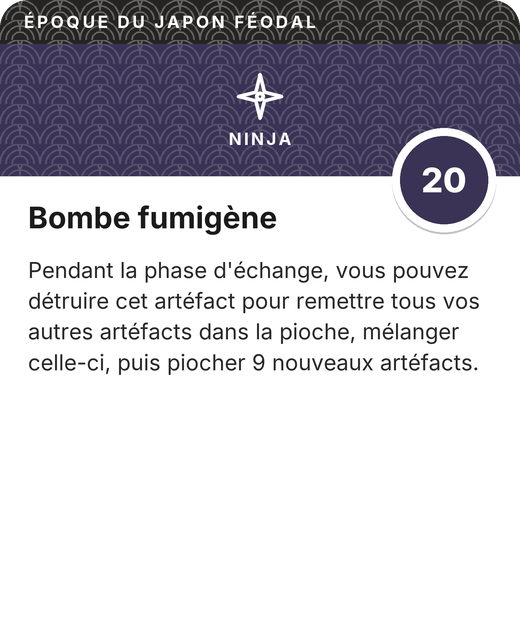 ÉPOQUE DU JAPON FÉODAL
NINJA
20
Bombe fumigène
Pendant la phase d'échange, vous pouvez
détruire cet artéfact pour remettre tous vos
autres artéfacts dans la pioche, mélanger
celle-ci, puis piocher 9 nouveaux artéfacts.